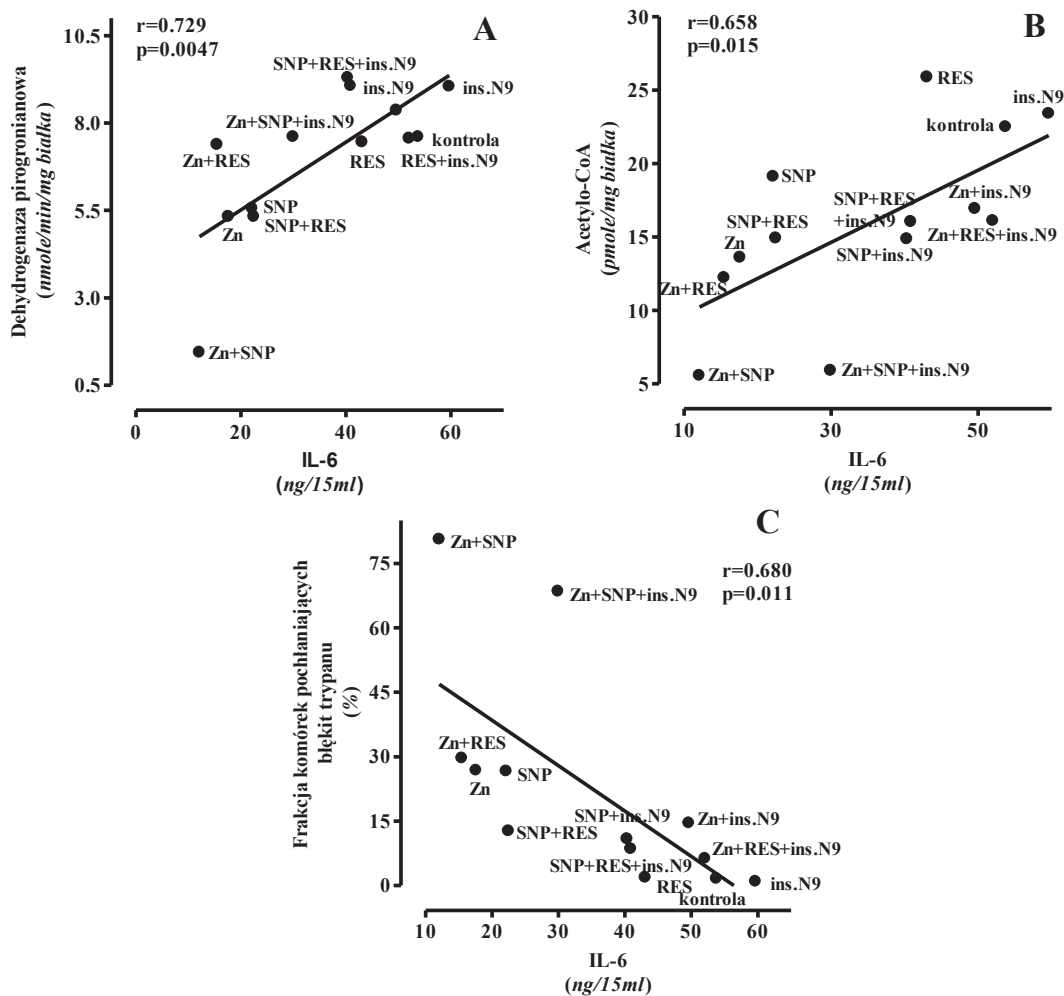 r=0.729
p=0.0047
A
10.5
8.0
5.5
3.0
0.5
Dehydrogenaza pirogronianowa
(nmole/min/mg białka)
SNP+RES+ins.N9
ins.N9
ins.N9
Zn+SNP+ins.N9
kontrola
Zn+RES
RES
RES+ins.N9
SNP
Zn
SNP+RES
Zn+SNP
0
20
40
60
IL-6
(ng/15ml)
B
r=0.658
p=0.015
30
25
20
15
10
5
Acetylo-CoA
(pmole/mg białka)
RES
ins.N9
kontrola
SNP
SNP+RES
+ins.N9
Zn+ins.N9
SNP+RES
Zn+RES+ins.N9
Zn
SNP+ins.N9
Zn+RES
Zn+SNP
Zn+SNP+ins.N9
10
30
50
IL-6
(ng/15ml)
C
r=0.680
p=0.011
75
60
45
30
15
0
Frakcja komórek pochłaniających
błękit trypanu
(%)
Zn+SNP
Zn+SNP+ins.N9
Zn+RES
Zn
SNP
SNP+ins.N9
Zn+ins.N9
SNP+RES
Zn+RES+ins.N9
SNP+RES+ins.N9
RES
kontrola
ins.N9
10
20
30
40
50
60
IL-6
(ng/15ml)